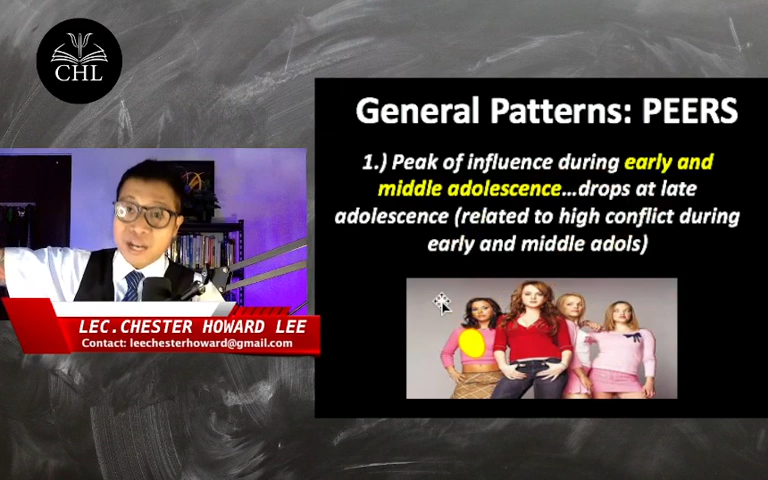 CHL
General Patterns: PEERS
1.) Peak of influence during early and
middle adolescence...drops at late
adolescence (related to high conflict during
early and middle adols)
LEC.CHESTER HOWARD LEE
Contact: leechesterhoward@gmail.com